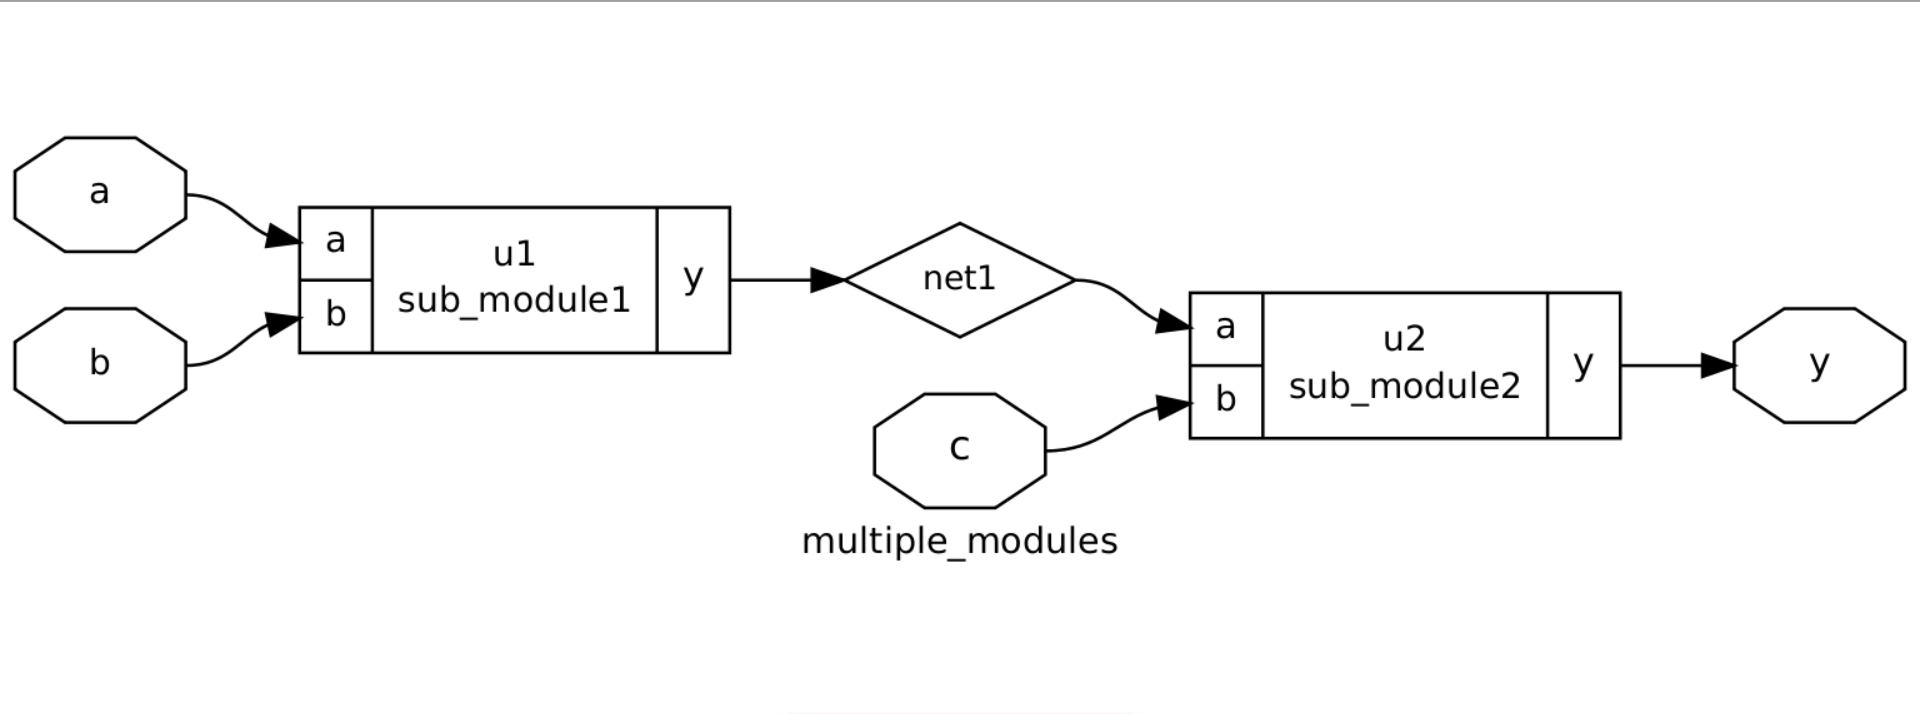 a
b
a
b
u1
sub_module1
y
net1
c
a
b
u2
sub_module2
y
y
multiple_modules